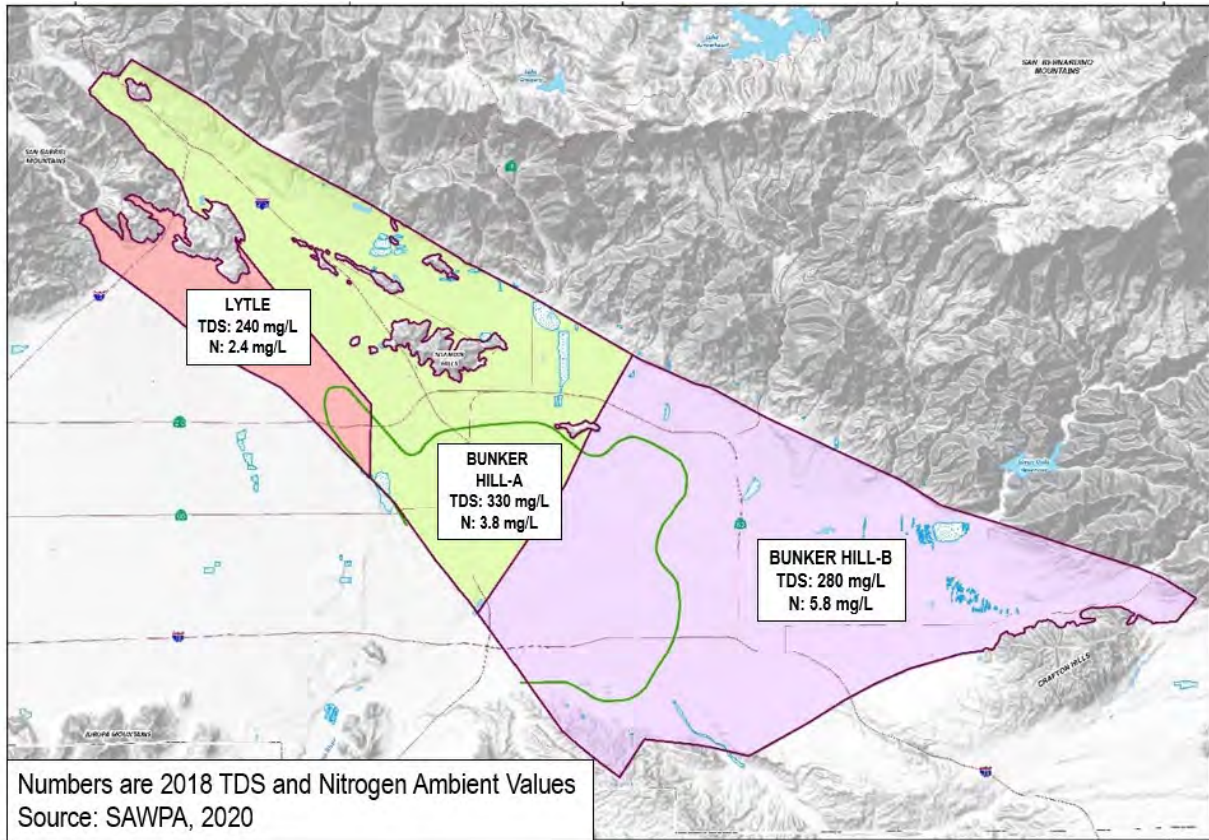 SAN BERNARDINO
MOUNTAINS
SAN GABRIEL
MOUNTAINS
LYTLE
TDS: 240 mg/L
N: 2.4 mg/L
SHANDIN
HILLS
BUNKER
HILL-A
TDS: 330 mg/L
N: 3.8 mg/L
BUNKER HILL-B
TDS: 280 mg/L
N: 5.8 mg/L
CRAFTON HILLS
JURUPA MOUNTAINS
Numbers are 2018 TDS and Nitrogen Ambient Values
Source: SAWPA, 2020